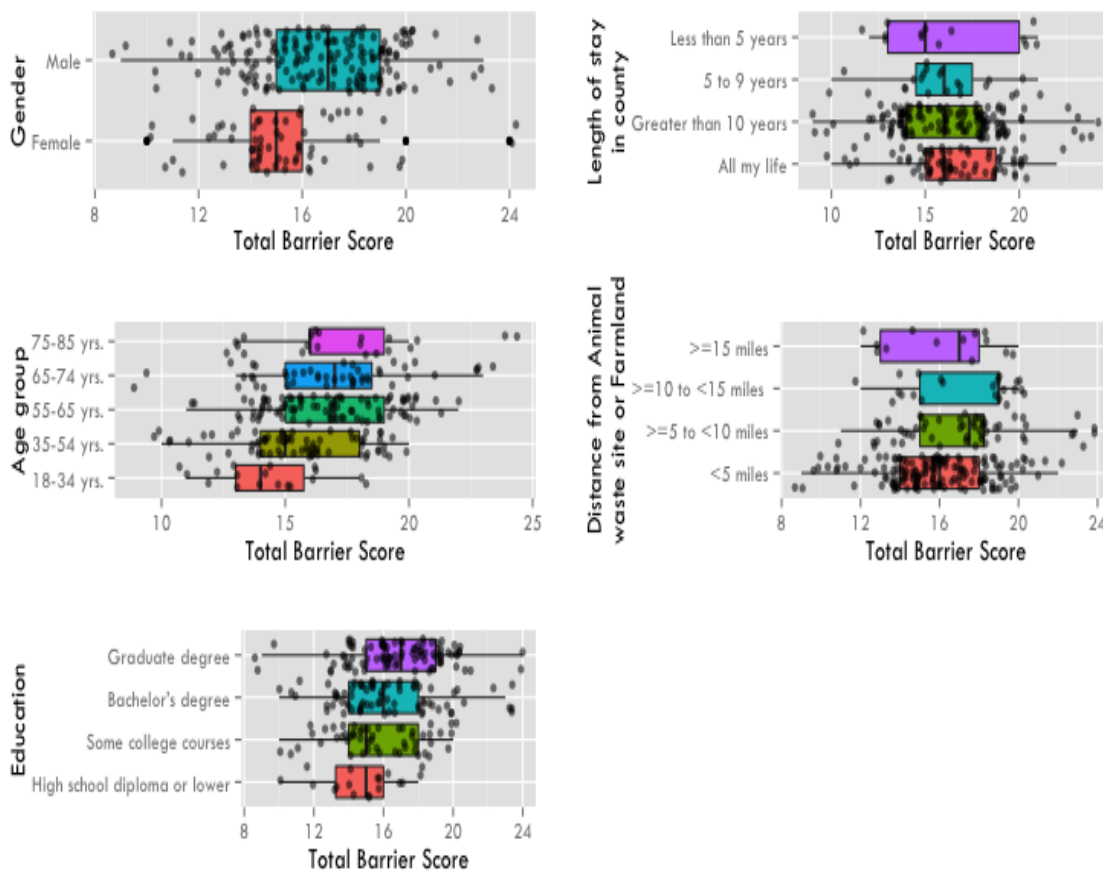 Gender
Male
Female
8 12 16 20 24
Total Barrier Score
Length of stay
in county
Less than 5 years
5 to 9 years
Greater than 10 years
All my life
10 15 20
Total Barrier Score
Age group
75-85 yrs.
65-74 yrs.
55-65 yrs.
35-54 yrs.
18-34 yrs.
10 15 20 25
Total Barrier Score
Distance from Animal
waste site or Farmland
>=15 miles
>=10 to <15 miles
>=5 to <10 miles
<5 miles
8 12 16 20 24
Total Barrier Score
Education
Graduate degree
Bachelor's degree
Some college courses
High school diploma or lower
8 12 16 20 24
Total Barrier Score